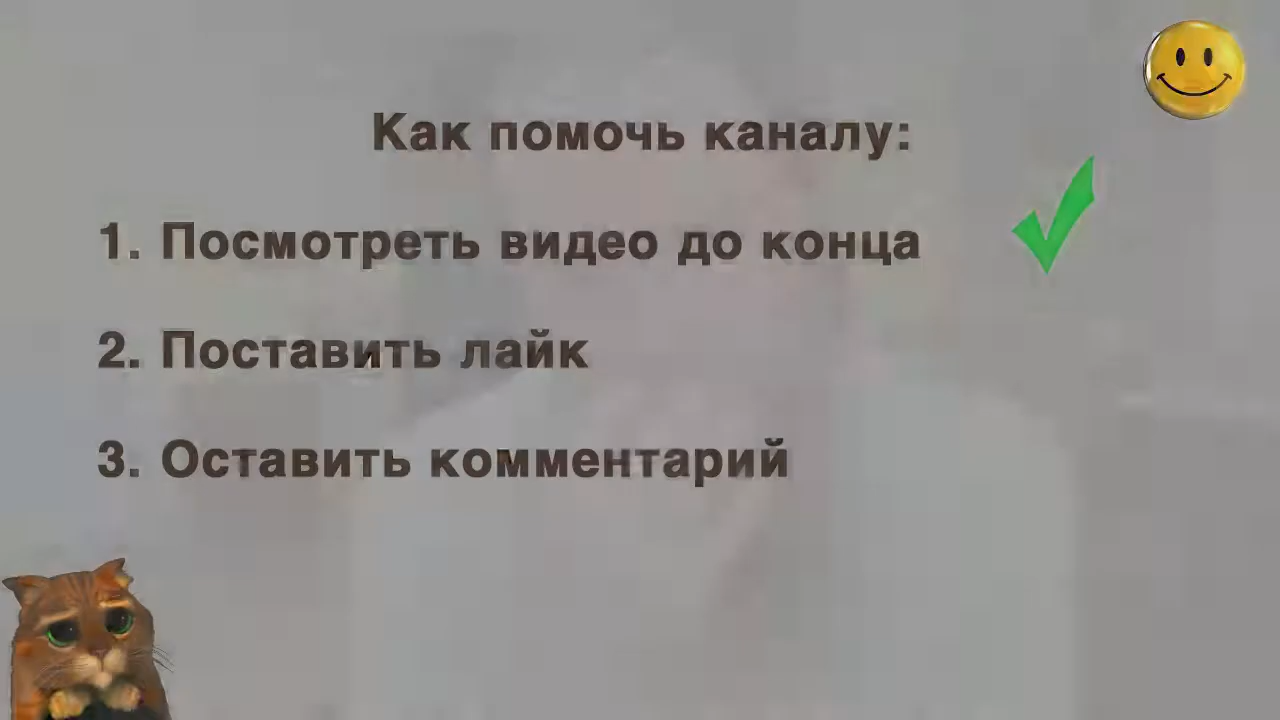 Как помочь каналу:
1. Посмотреть видео до конца
2. Поставить лайк
3. Оставить комментарий